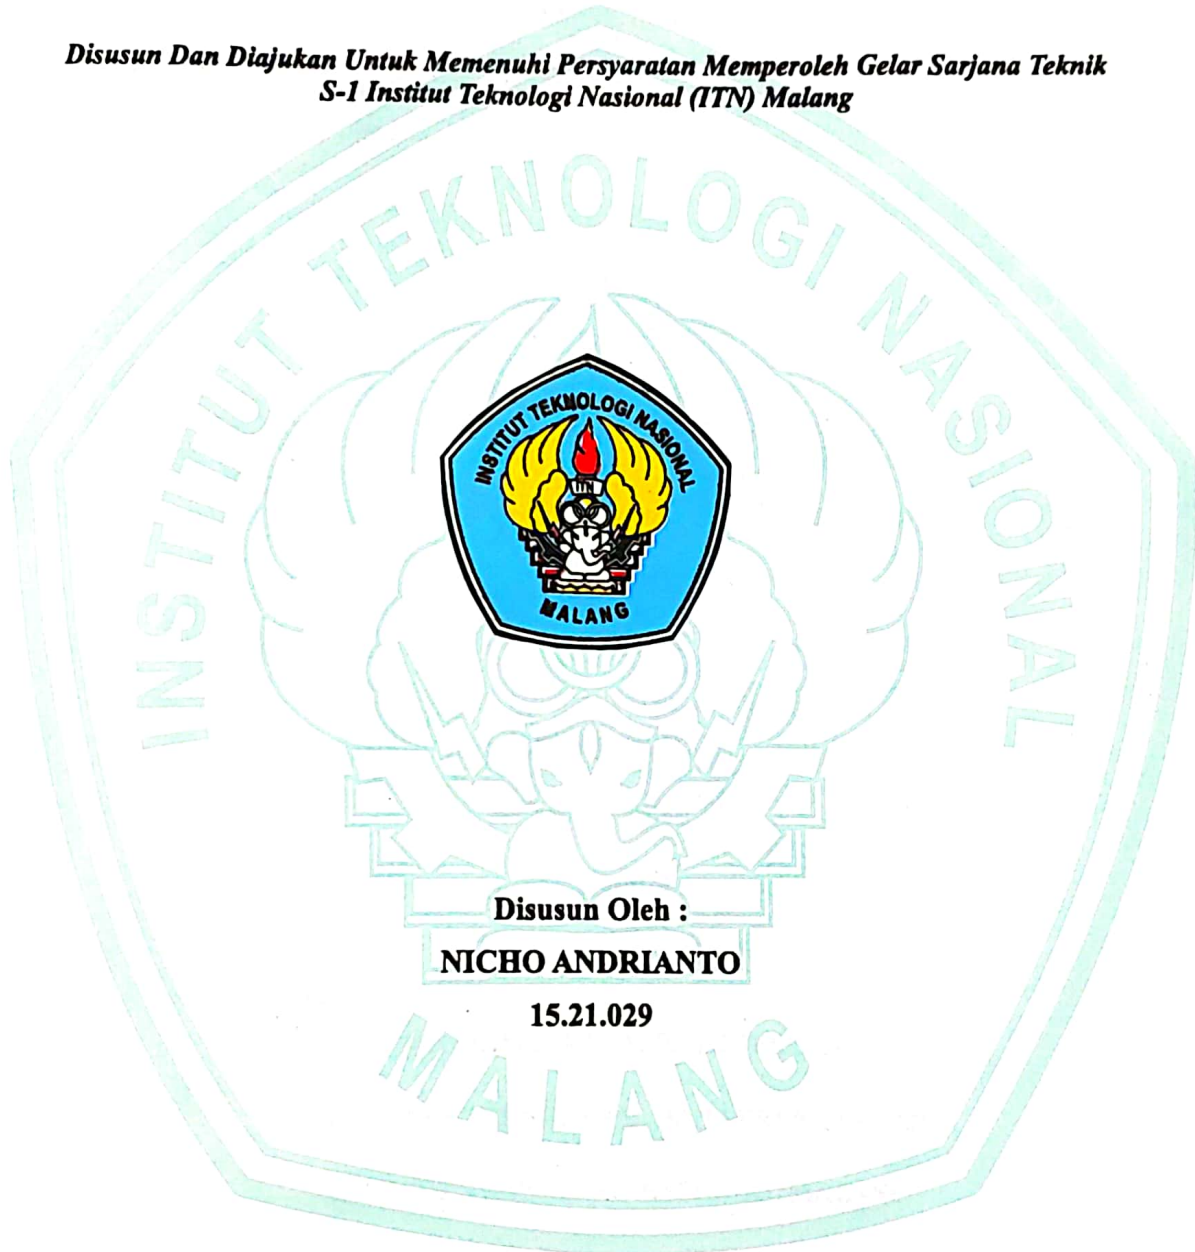 Disusun Dan Diajukan Untuk Memenuhi Persyaratan Memperoleh Gelar Sarjana Teknik
S-1 Institut Teknologi Nasional (ITN) Malang
INSTITUT TEKNOLOGI NASIONAL
INSTITUT TEKNOLOGI NASIONAL
ITN
MALANG
Disusun Oleh :
NICHO ANDRIANTO
15.21.029
MALANG